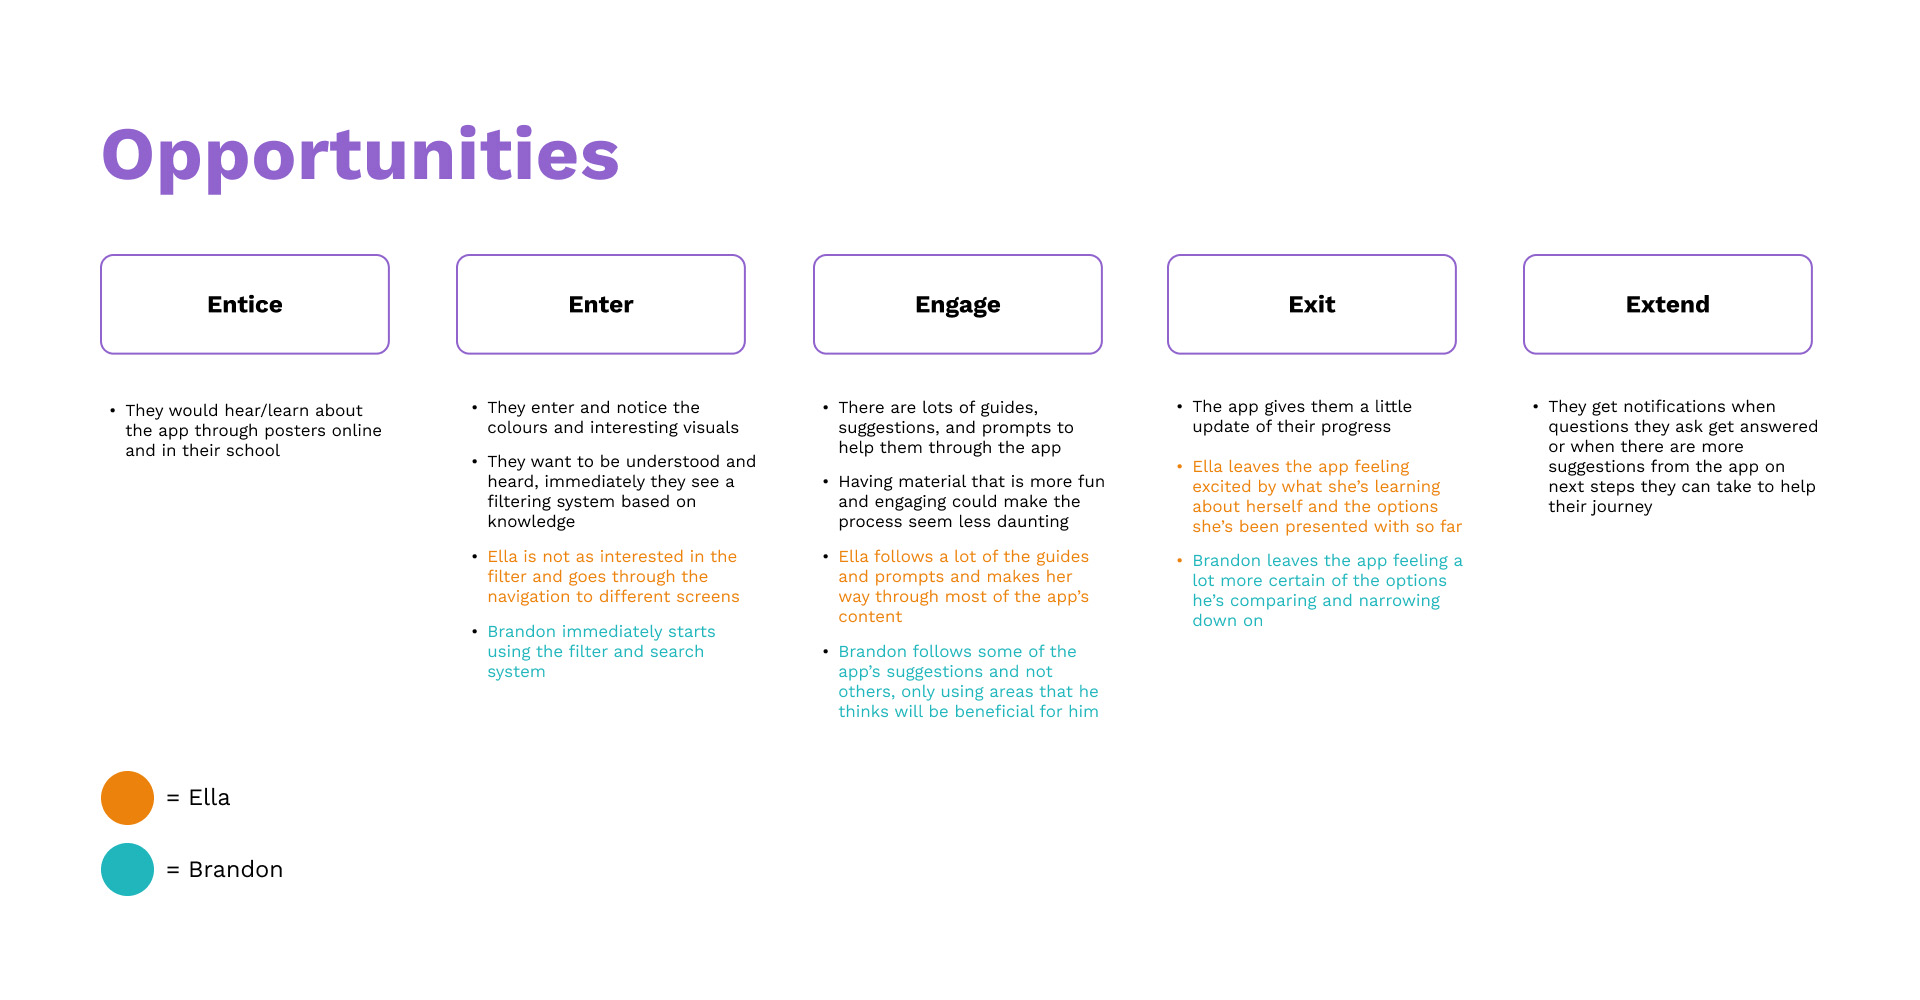 Opportunities
Entice
• They would hear/learn about
the app through posters online
and in their school
Enter
• They enter and notice the
colours and interesting visuals
• They want to be understood and
heard, immediately they see a
filtering system based on
knowledge
• Ella is not as interested in the
filter and goes through the
navigation to different screens
• Brandon immediately starts
using the filter and search
system
Engage
• There are lots of guides,
suggestions, and prompts to
help them through the app
• Having material that is more fun
and engaging could make the
process seem less daunting
• Ella follows a lot of the guides
and prompts and makes her
way through most of the app’s
content
• Brandon follows some of the
app’s suggestions and not
others, only using areas that he
thinks will be beneficial for him
Exit
• The app gives them a little
update of their progress
• Ella leaves the app feeling
excited by what she’s learning
about herself and the options
she’s been presented with so far
• Brandon leaves the app feeling a
lot more certain of the options
he’s comparing and narrowing
down on
Extend
• They get notifications when
questions they ask get answered
or when there are more
suggestions from the app on
next steps they can take to help
their journey
= Ella
= Brandon